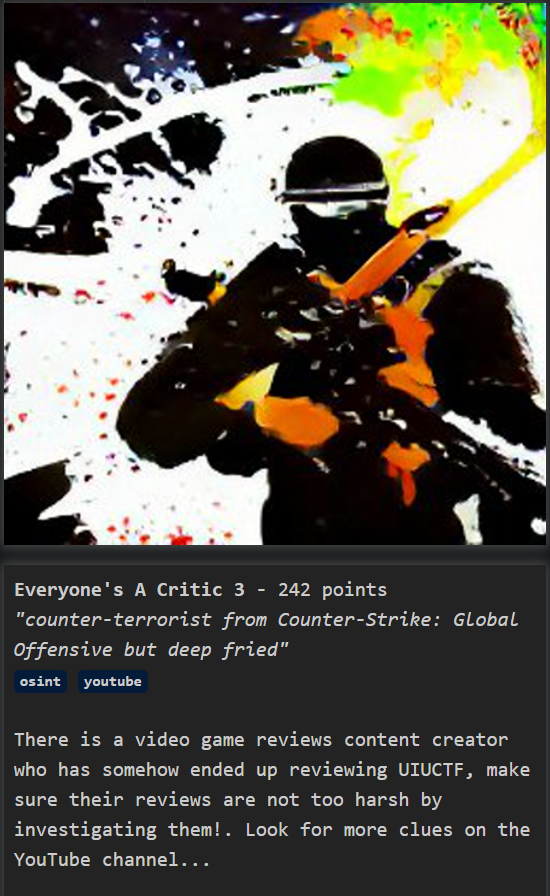 Everyone's A Critic 3 - 242 points
"counter-terrorist from Counter-Strike: Global
Offensive but deep fried"
osint youtube
There is a video game reviews content creator
who has somehow ended up reviewing UIUCTF, make
sure their reviews are not too harsh by
investigating them!. Look for more clues on the
YouTube channel...